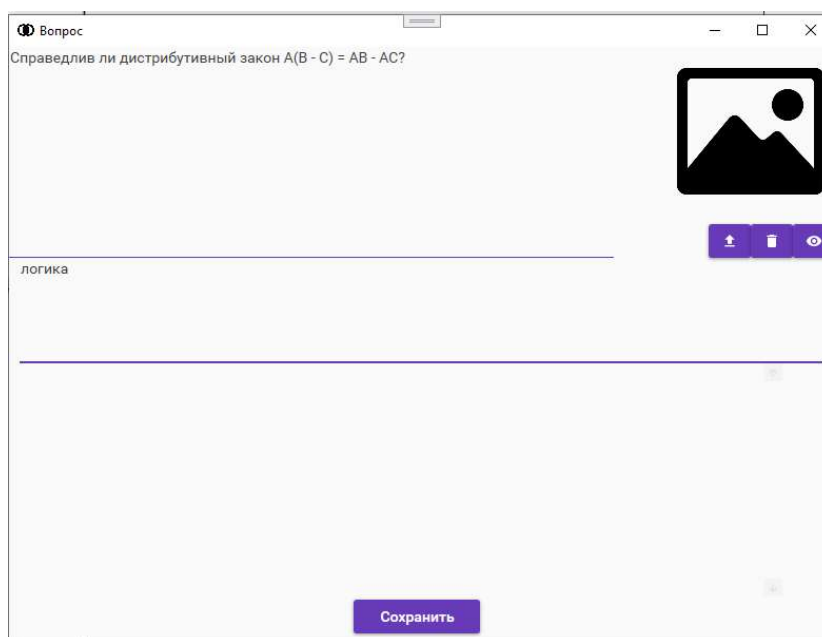 Вопрос
Справедлив ли дистрибутивный закон A(B - C) = AB - AC?
логика
Сохранить